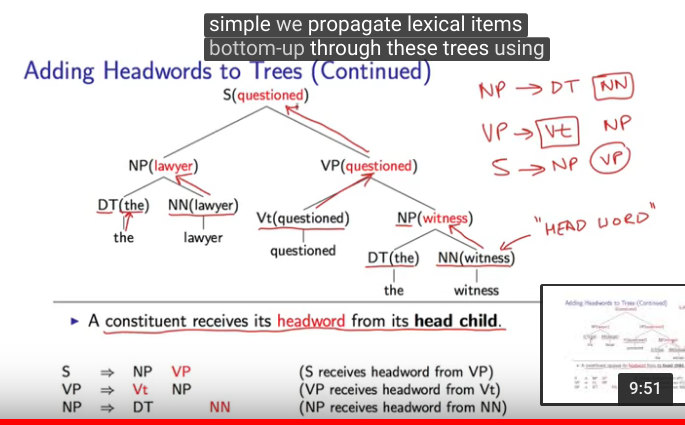 simple we propagate lexical items
bottom-up through these trees using
Adding Headwords to Trees (Continued)
S(questioned)
NP → DT NN
VP → Vt NP
S → NP VP
NP(lawyer) VP(questioned)
DT(the) NN(lawyer) Vt(questioned) NP(witness)
"HEAD WORD"
the lawyer questioned DT(the) NN(witness)
the witness
▸ A constituent receives its headword from its head child.
S ⇒ NP VP (S receives headword from VP)
VP ⇒ Vt NP (VP receives headword from Vt)
NP ⇒ DT NN (NP receives headword from NN)
Adding Headwords to Trees (Continued)
9:51